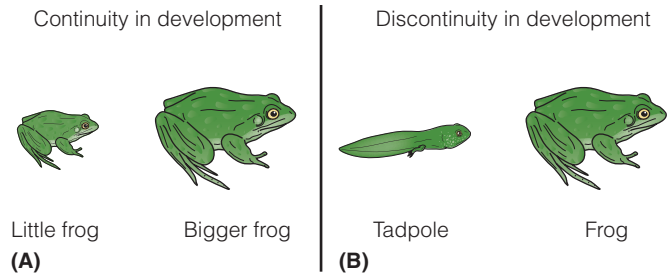 Continuity in development
Little frog
Bigger frog
(A)
Discontinuity in development
Tadpole
Frog
(B)